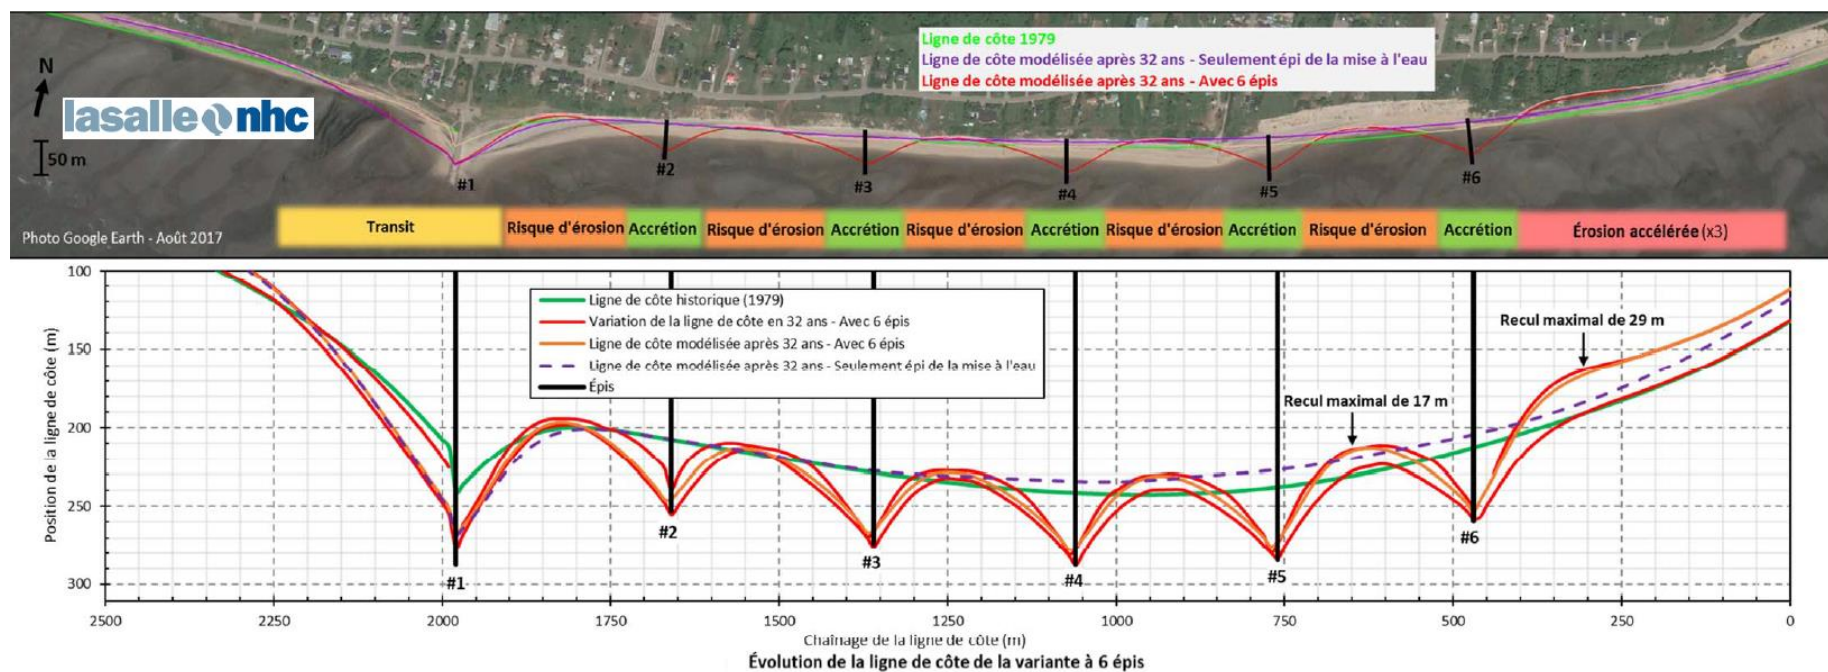 Ligne de côte 1979
Ligne de côte modélisée après 32 ans - Seulement épi de la mise à l'eau
Ligne de côte modélisée après 32 ans - Avec 6 épis
N
lasalle nhc
50 m
#1
#2
#3
#4
#5
#6
Photo Google Earth - Août 2017
Transit
Risque d'érosion
Accrétion
Risque d'érosion
Accrétion
Risque d'érosion
Accrétion
Risque d'érosion
Accrétion
Risque d'érosion
Accrétion
Érosion accélérée (x3)
Position de la ligne de côte (m)
100
150
200
250
300
Ligne de côte historique (1979)
Variation de la ligne de côte en 32 ans - Avec 6 épis
Ligne de côte modélisée après 32 ans - Avec 6 épis
Ligne de côte modélisée après 32 ans - Seulement épi de la mise à l'eau
Épis
Recul maximal de 29 m
Recul maximal de 17 m
#1
#2
#3
#4
#5
#6
2500
2250
2000
1750
1500
1250
1000
750
500
250
0
Chaînage de la ligne de côte (m)
Évolution de la ligne de côte de la variante à 6 épis